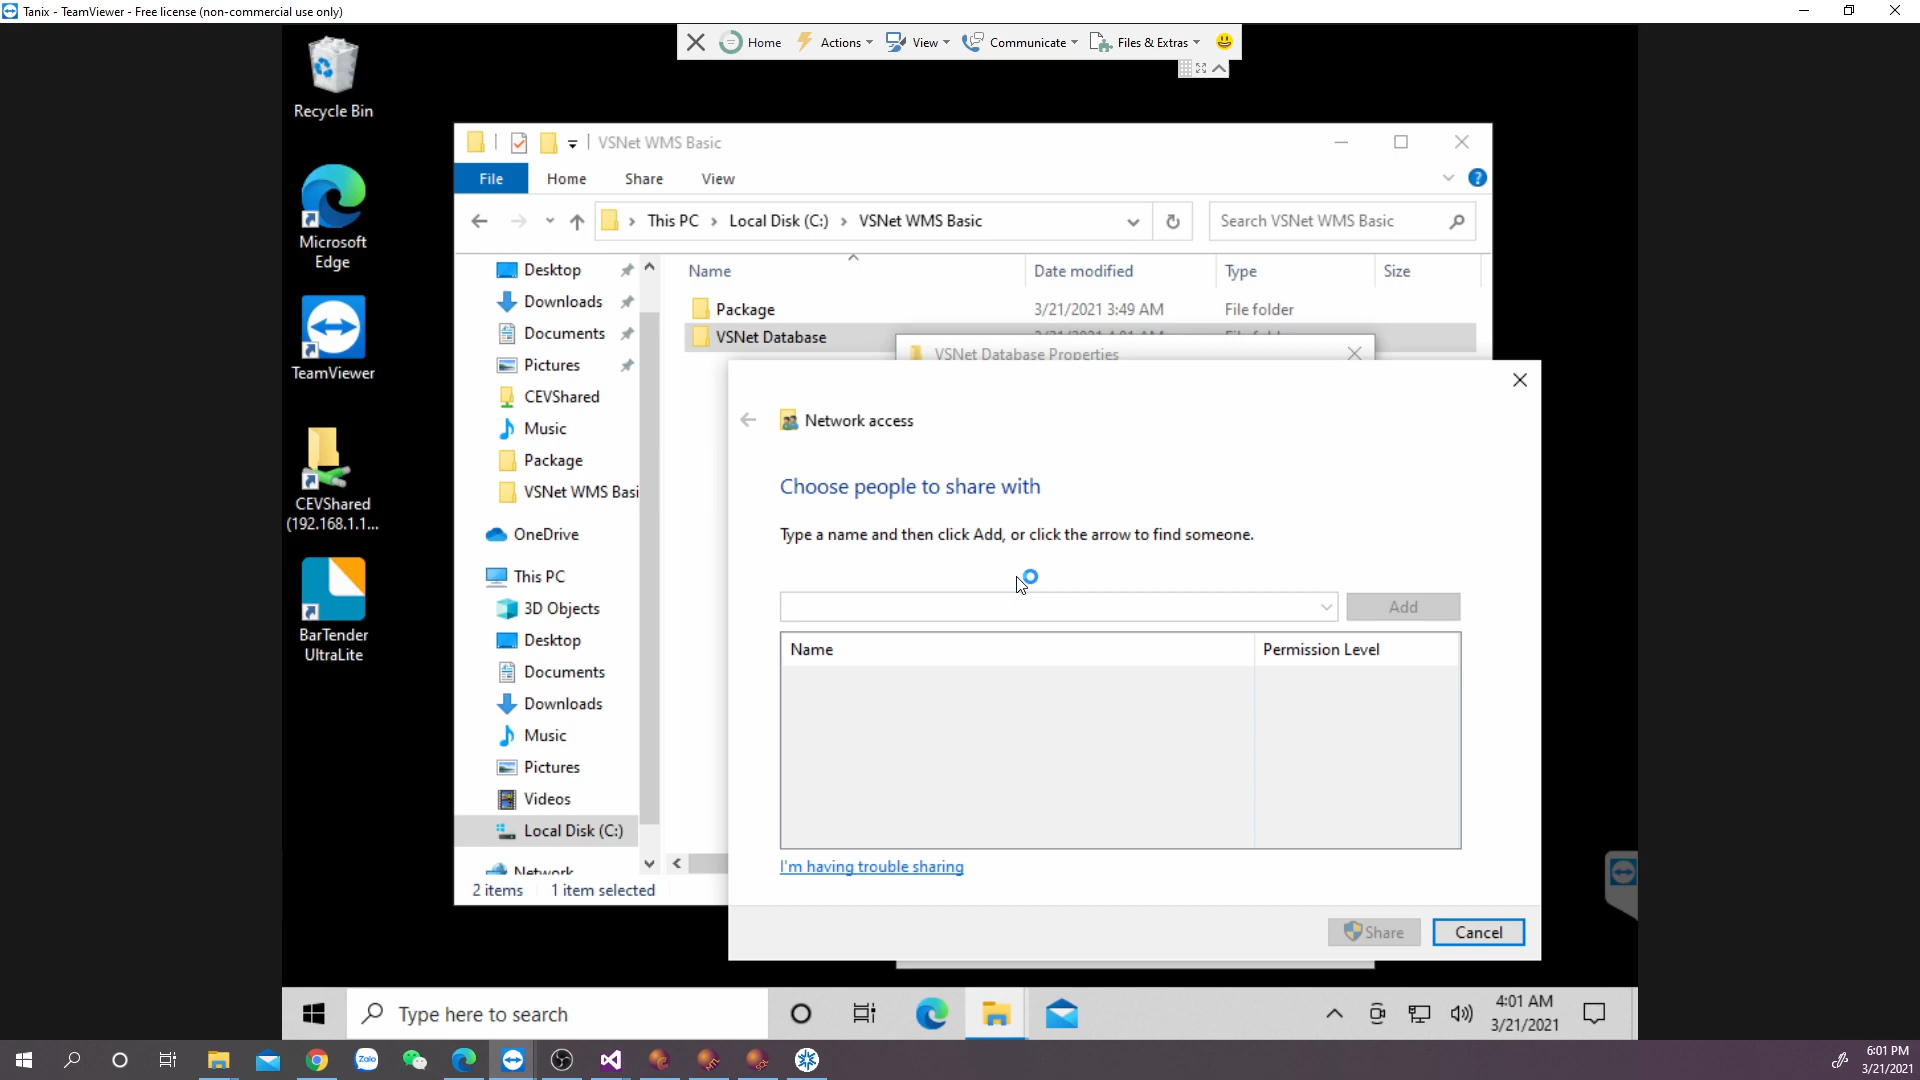 Tanix - TeamViewer - Free license (non-commercial use only)
Home
Actions
View
Communicate
Files & Extras
Recycle Bin
Microsoft
Edge
TeamViewer
CEVShared
(192.168.1.1...
BarTender
UltraLite
VSNet WMS Basic
File
Home
Share
View
?
This PC
Local Disk (C:)
VSNet WMS Basic
Search VSNet WMS Basic
Desktop
Downloads
Documents
Pictures
CEVShared
Music
Package
VSNet WMS Basi
OneDrive
This PC
3D Objects
Desktop
Documents
Downloads
Music
Pictures
Videos
Local Disk (C:)
Network
2 items
1 item selected
Name
Date modified
Type
Size
Package
3/21/2021 3:49 AM
File folder
VSNet Database
VSNet Database Properties
Network access
Choose people to share with
Type a name and then click Add, or click the arrow to find someone.
Add
Name
Permission Level
I'm having trouble sharing
Share
Cancel
Type here to search
4:01 AM
3/21/2021
Zalo
6:01 PM
3/21/2021